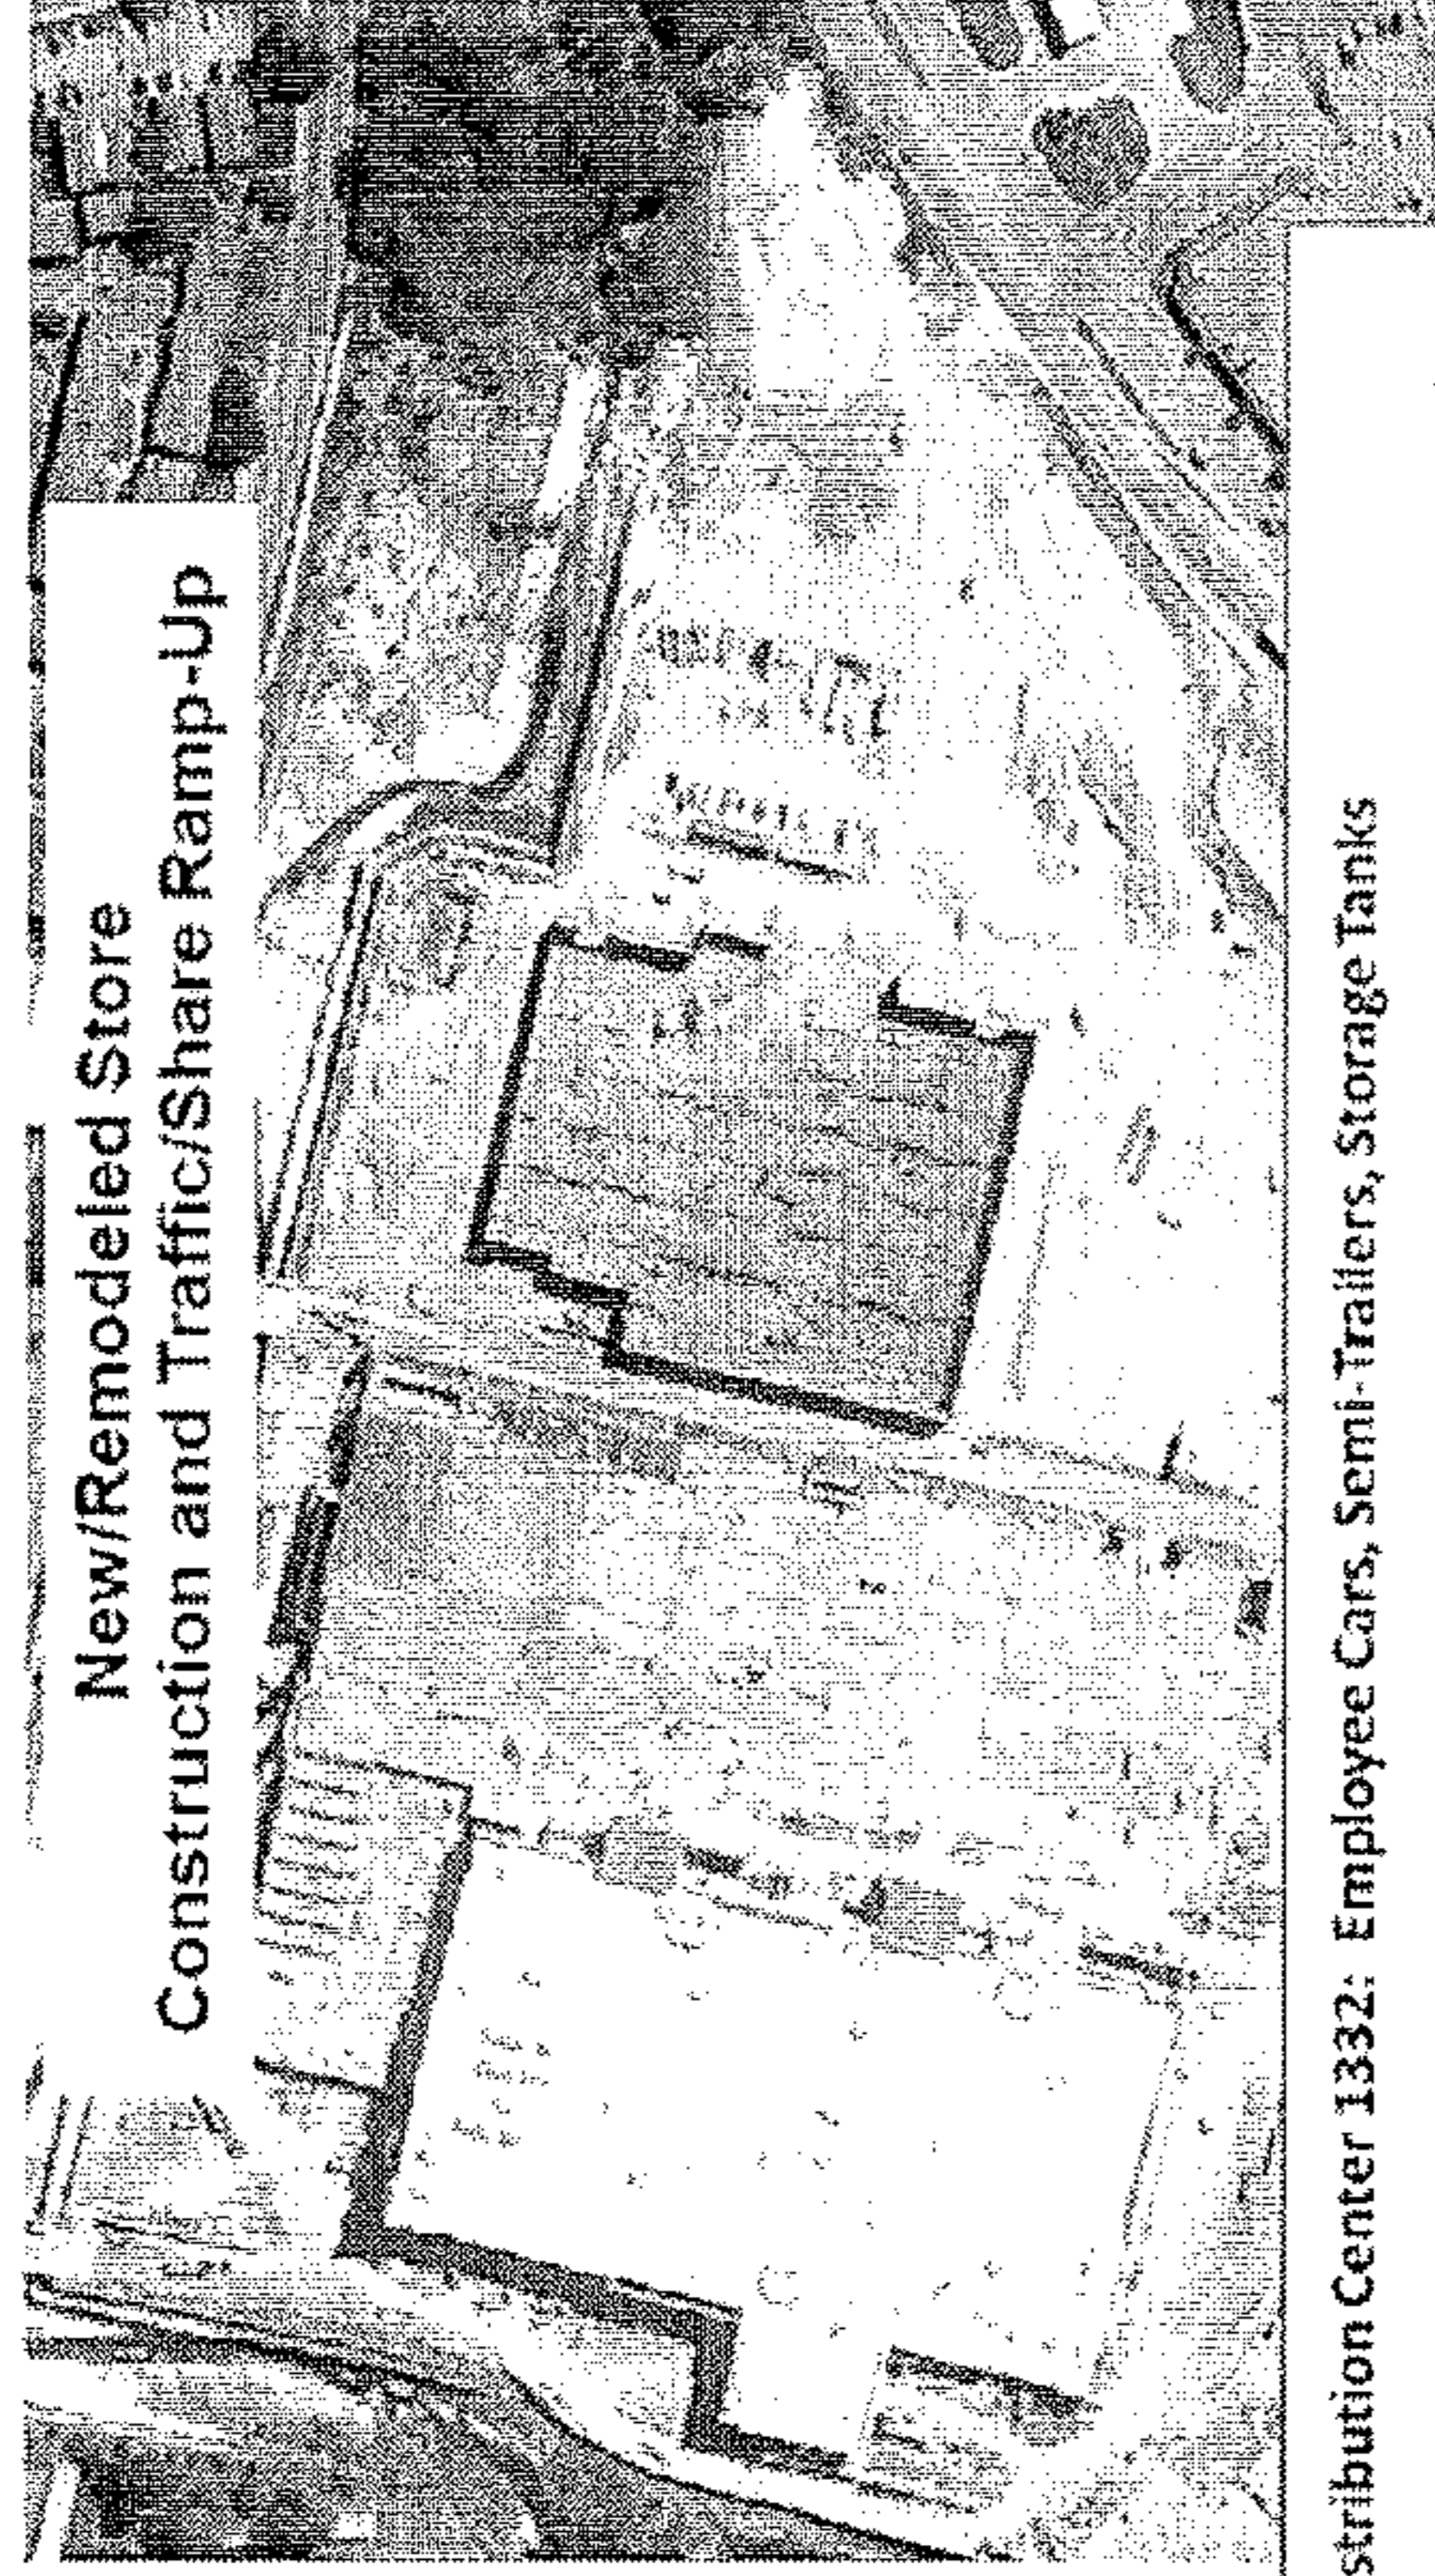 New/Remodeled Store
Construction and Traffic/Share Ramp-Up
stribution Center 1332: Employee Cars, Semi-Trailers, Storage Tanks